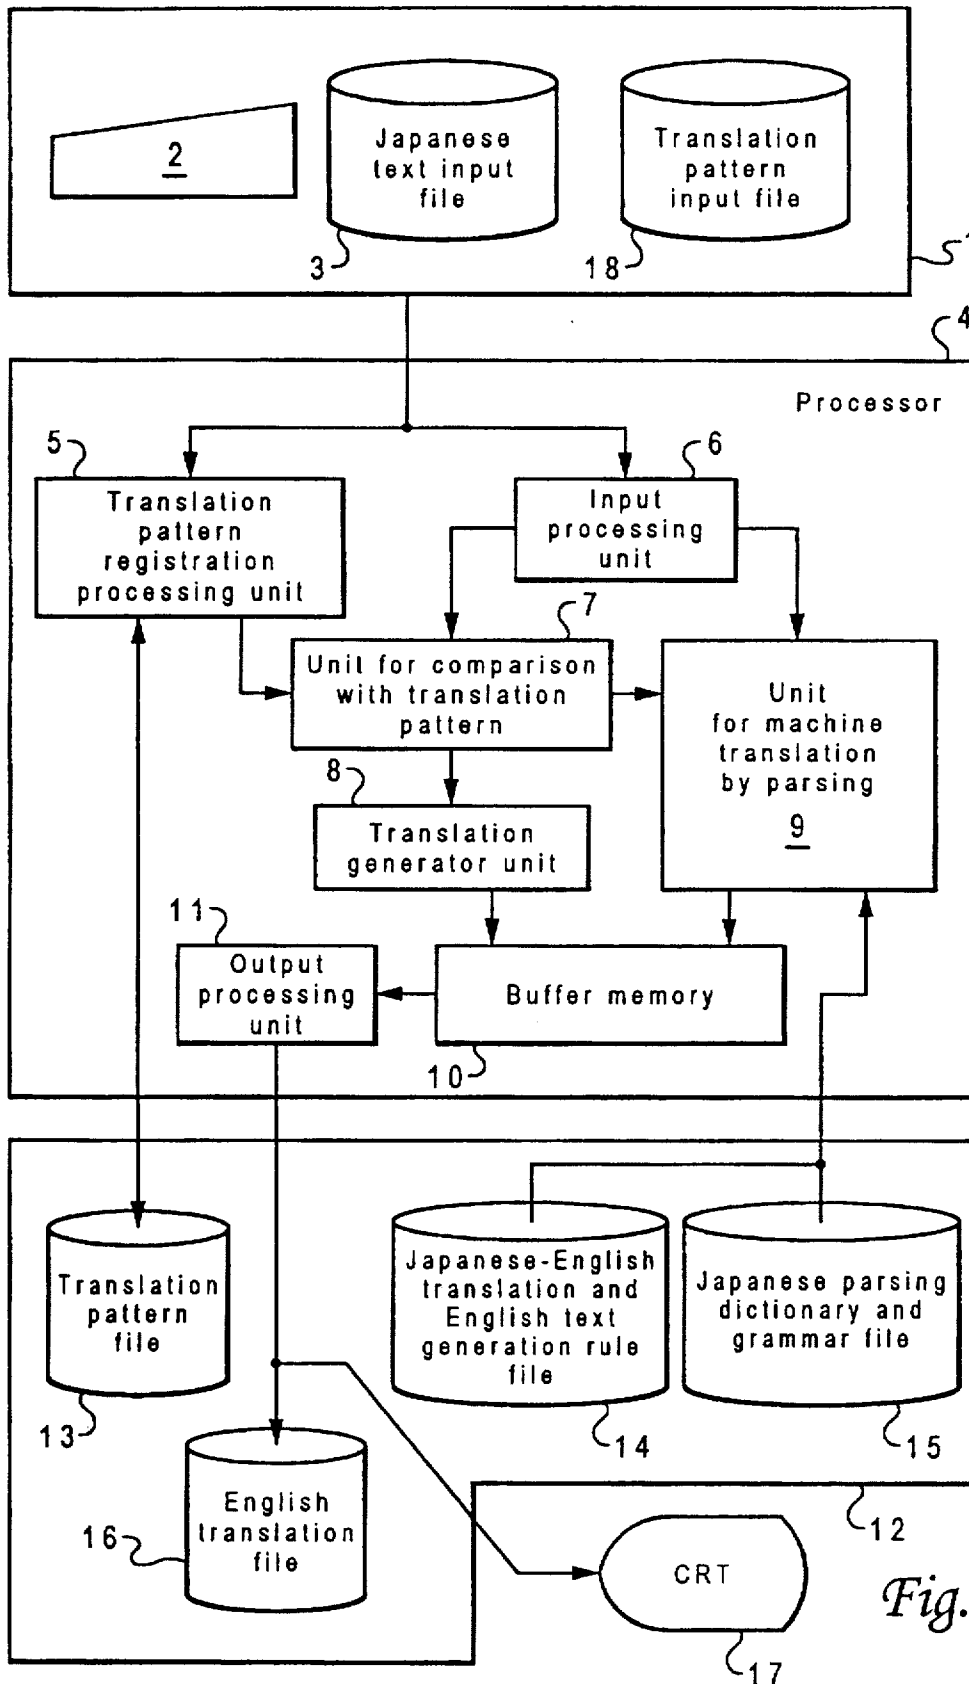 2
Japanese
text input
file
3
Translation
pattern
input file
18
4
Processor
5
Translation
pattern
registration
processing unit
6
Input
processing
unit
7
Unit for comparison
with translation
pattern
Unit
for machine
translation
by parsing
9
8
Translation
generator unit
11
Output
processing
unit
Buffer memory
10
Translation
pattern
file
13
Japanese-English
translation and
English text
generation rule
file
14
Japanese parsing
dictionary and
grammar file
15
English
translation
file
16
12
CRT
17
Fig.